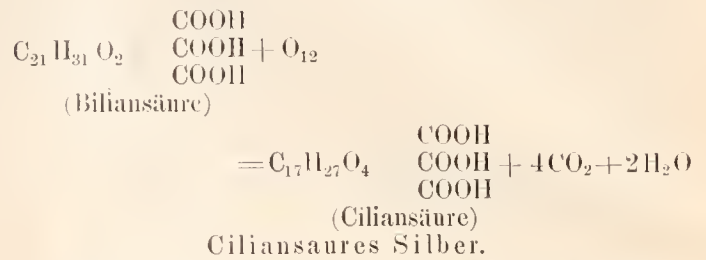 COOH
C₂₁H₃₁O₂ COOH + O₁₂
COOH
(Biliansäure)
COOH
=C₁₇H₂₇O₄ COOH + 4CO₂+2H₂O
COOH
(Ciliansäure)
Ciliansaures Silber.